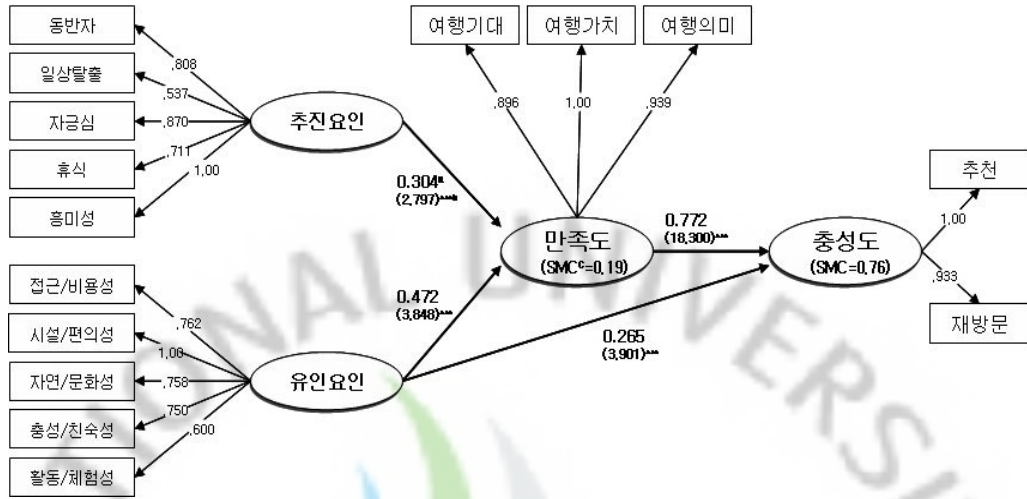 동반자
일상탈출
자긍심
휴식
흥미성
,808
,537
,870
,711
1,00
추진요인
여행기대
여행가치
여행의미
,896
1,00
,939
0.304ª
(2,797)***ᵇ
만족도
(SMCᶜ=0,19)
0.772
(18,300)***
충성도
(SMC=0,76)
추천
1,00
,933
재방문
접근/비용성
시설/편의성
자연/문화성
충성/친숙성
활동/체험성
,762
1,00
,758
,750
,600
유인요인
0.472
(3,848)***
0.265
(3,901)***
TIONAL UNIVERSI